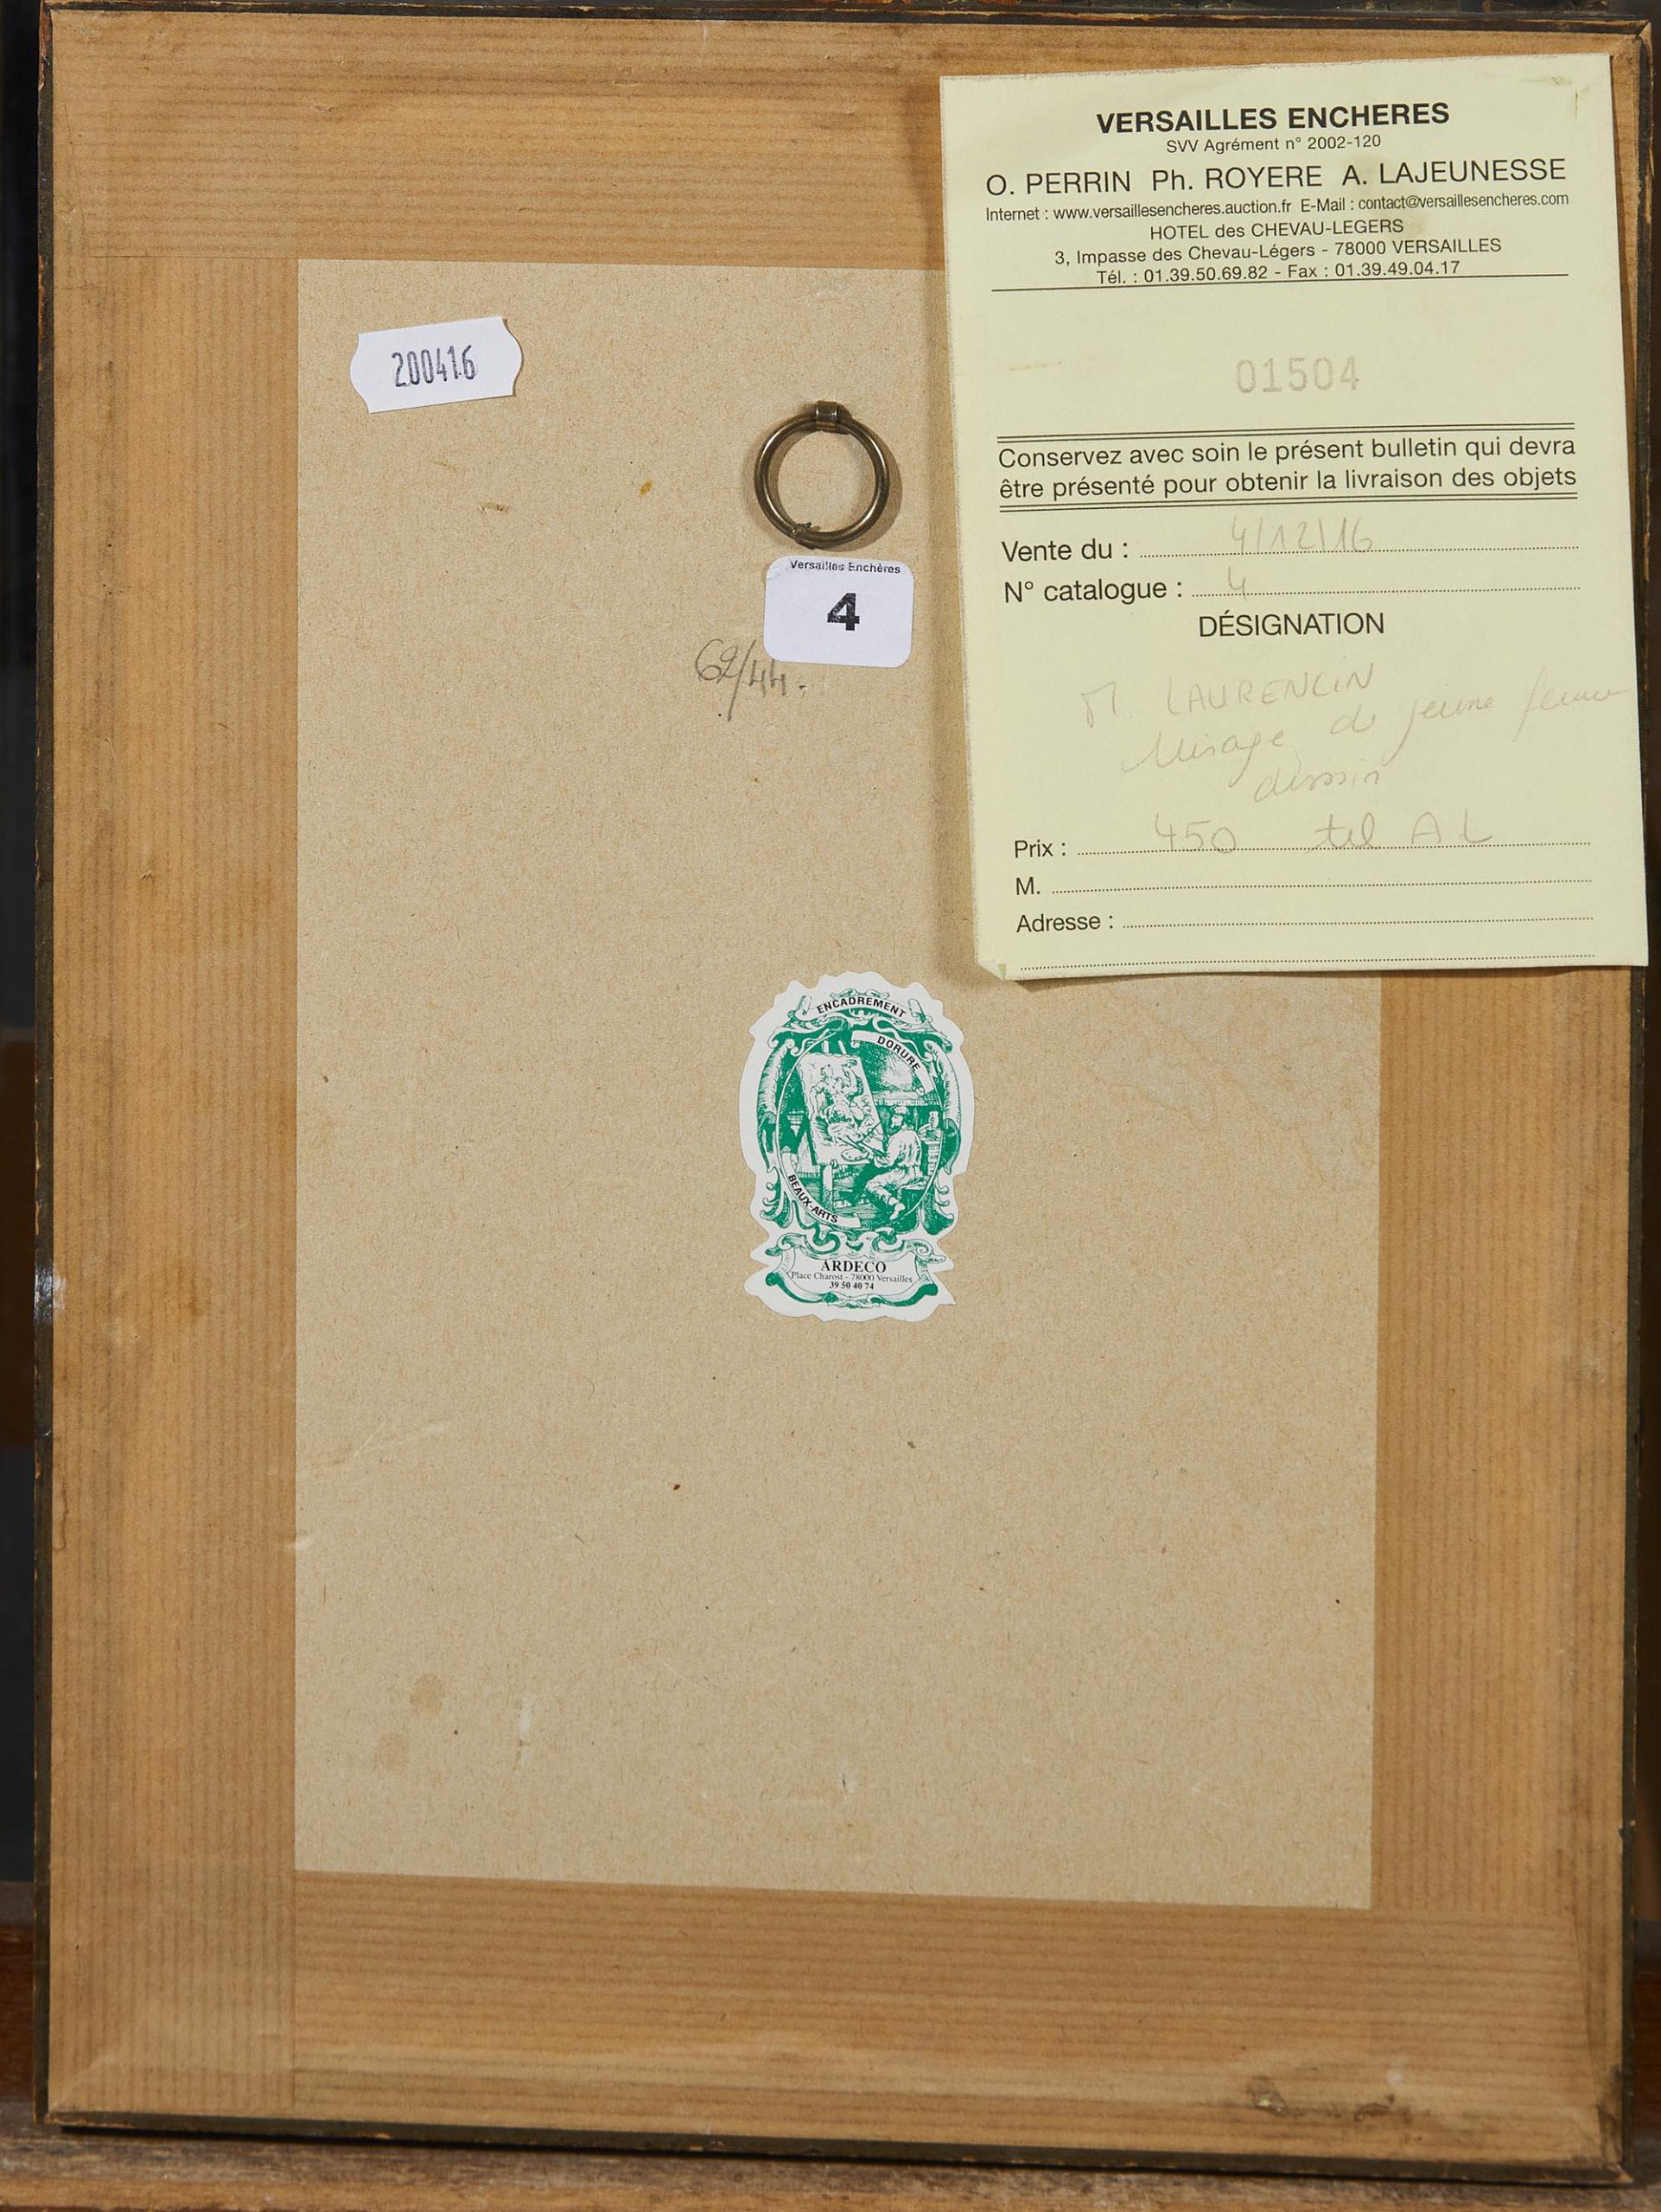 VERSAILLES ENCHERES
SVV Agrément n° 2002-120
O. PERRIN Ph. ROYERE A. LAJEUNESSE
Internet : www.versaillesencheres.auction.fr E-Mail : contact@versaillesencheres.com
HOTEL des CHEVAU-LEGERS
3, Impasse des Chevau-Légers - 78000 VERSAILLES
Tél. : 01.39.50.69.82 - Fax : 01.39.49.04.17
01504
Conservez avec soin le présent bulletin qui devra
être présenté pour obtenir la livraison des objets
Vente du : 4/12/16
N° catalogue : 4
DÉSIGNATION
M. LAURENCIN
Visage de jeune femme
dessin
Prix : 450 tel A L
M.
Adresse :
200416
Versailles Enchères
4
62/44.
ENCADREMENT
DORURE
BEAUX-ARTS
ARDECO
Place Charost - 78000 Versailles
39 50 40 74